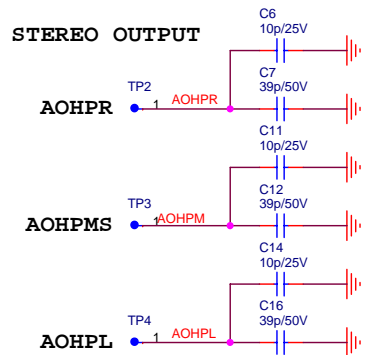 C6
10p/25V
STEREO OUTPUT
C7
39p/50V
TP2
AOHPR
1
AOHPR
C11
10p/25V
C12
39p/50V
TP3
AOHPMS
1
AOHPM
C14
10p/25V
C16
39p/50V
TP4
AOHPL
1
AOHPL